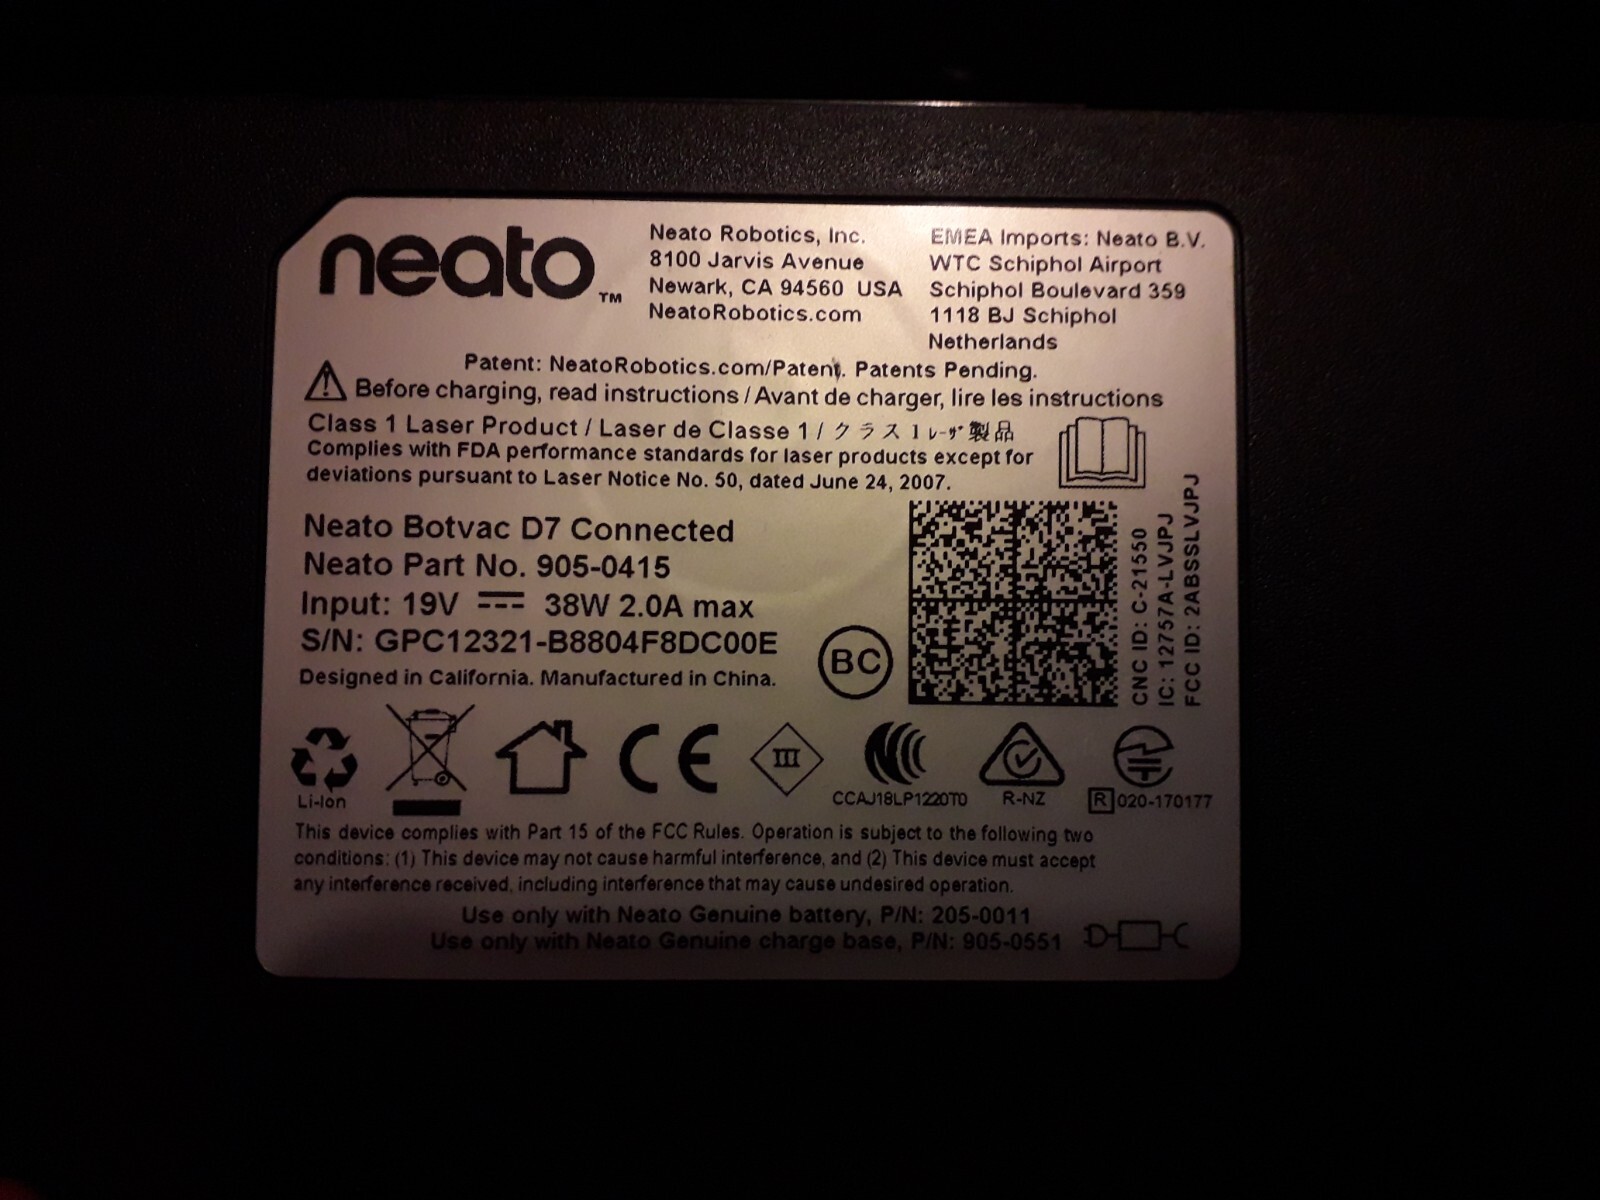 neato™
Neato Robotics, Inc.
8100 Jarvis Avenue
Newark, CA 94560 USA
NeatoRobotics.com
EMEA Imports: Neato B.V.
WTC Schiphol Airport
Schiphol Boulevard 359
1118 BJ Schiphol
Netherlands
Patent: NeatoRobotics.com/Patent. Patents Pending.
Before charging, read instructions / Avant de charger, lire les instructions
Class 1 Laser Product / Laser de Classe 1 / クラス 1 レーザ製品
Complies with FDA performance standards for laser products except for
deviations pursuant to Laser Notice No. 50, dated June 24, 2007.
Neato Botvac D7 Connected
Neato Part No. 905-0415
Input: 19V 38W 2.0A max
S/N: GPC12321-B8804F8DC00E
Designed in California. Manufactured in China.
BC
CNC ID: C-21550
IC: 12757A-LVJPJ
FCC ID: 2ABSSLVJPJ
Li-Ion
CE
III
CCAJ18LP1220T0
R-NZ
R 020-170177
This device complies with Part 15 of the FCC Rules. Operation is subject to the following two
conditions: (1) This device may not cause harmful interference, and (2) This device must accept
any interference received, including interference that may cause undesired operation.
Use only with Neato Genuine battery, P/N: 205-0011
Use only with Neato Genuine charge base, P/N: 905-0551